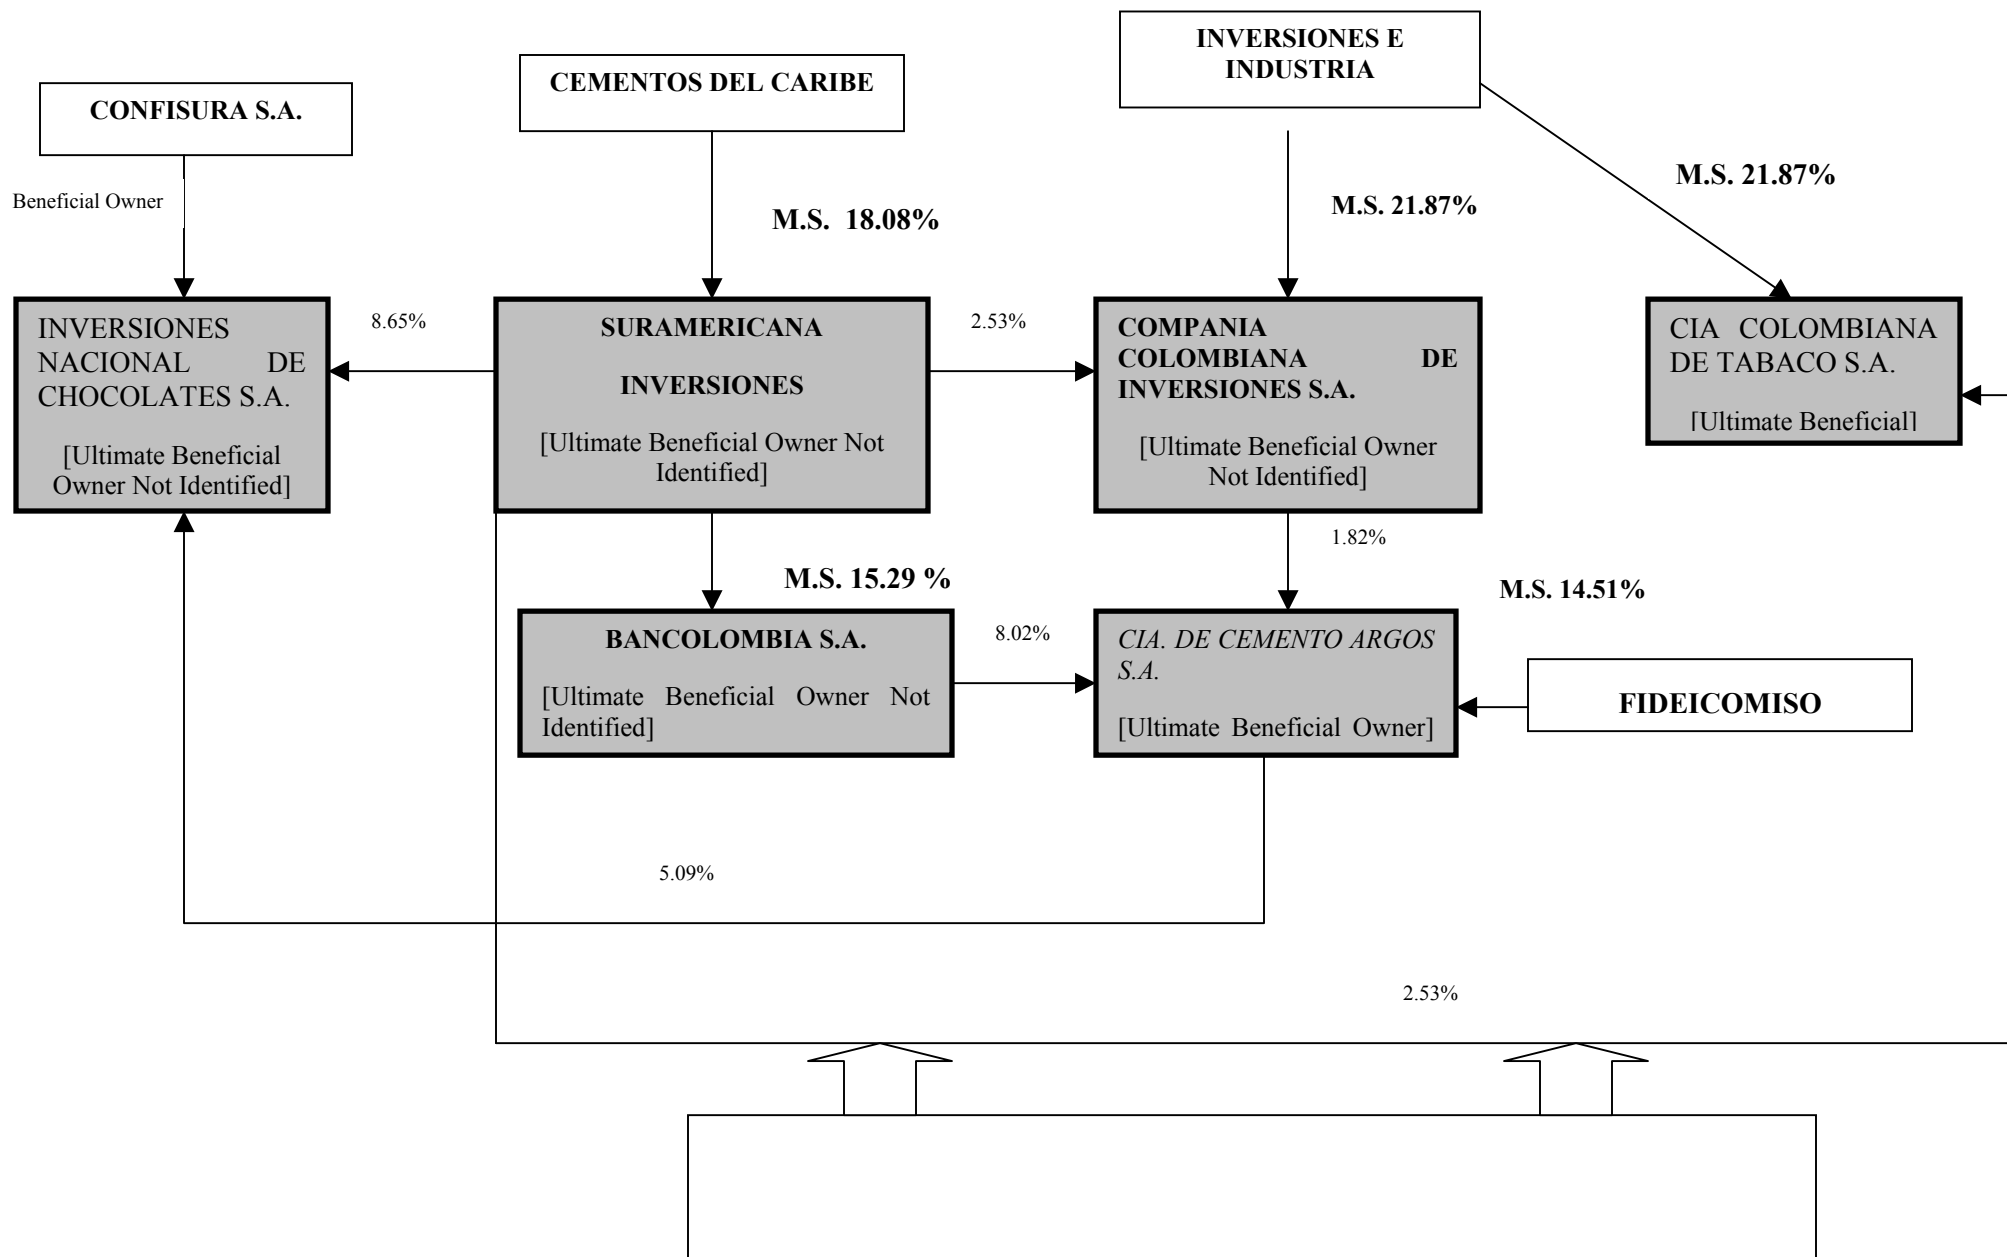 INVERSIONES E
INDUSTRIA
CEMENTOS DEL CARIBE
CONFISURA S.A.
Beneficial Owner
M.S. 18.08%
M.S. 21.87%
M.S. 21.87%
INVERSIONES
NACIONAL DE
CHOCOLATES S.A.
[Ultimate Beneficial
Owner Not Identified]
8.65%
SURAMERICANA
INVERSIONES
[Ultimate Beneficial Owner Not
Identified]
2.53%
COMPANIA
COLOMBIANA DE
INVERSIONES S.A.
[Ultimate Beneficial Owner
Not Identified]
CIA COLOMBIANA
DE TABACO S.A.
[Ultimate Beneficial]
1.82%
M.S. 15.29 %
M.S. 14.51%
BANCOLOMBIA S.A.
[Ultimate Beneficial Owner Not
Identified]
8.02%
CIA. DE CEMENTO ARGOS
S.A.
[Ultimate Beneficial Owner]
FIDEICOMISO
5.09%
2.53%